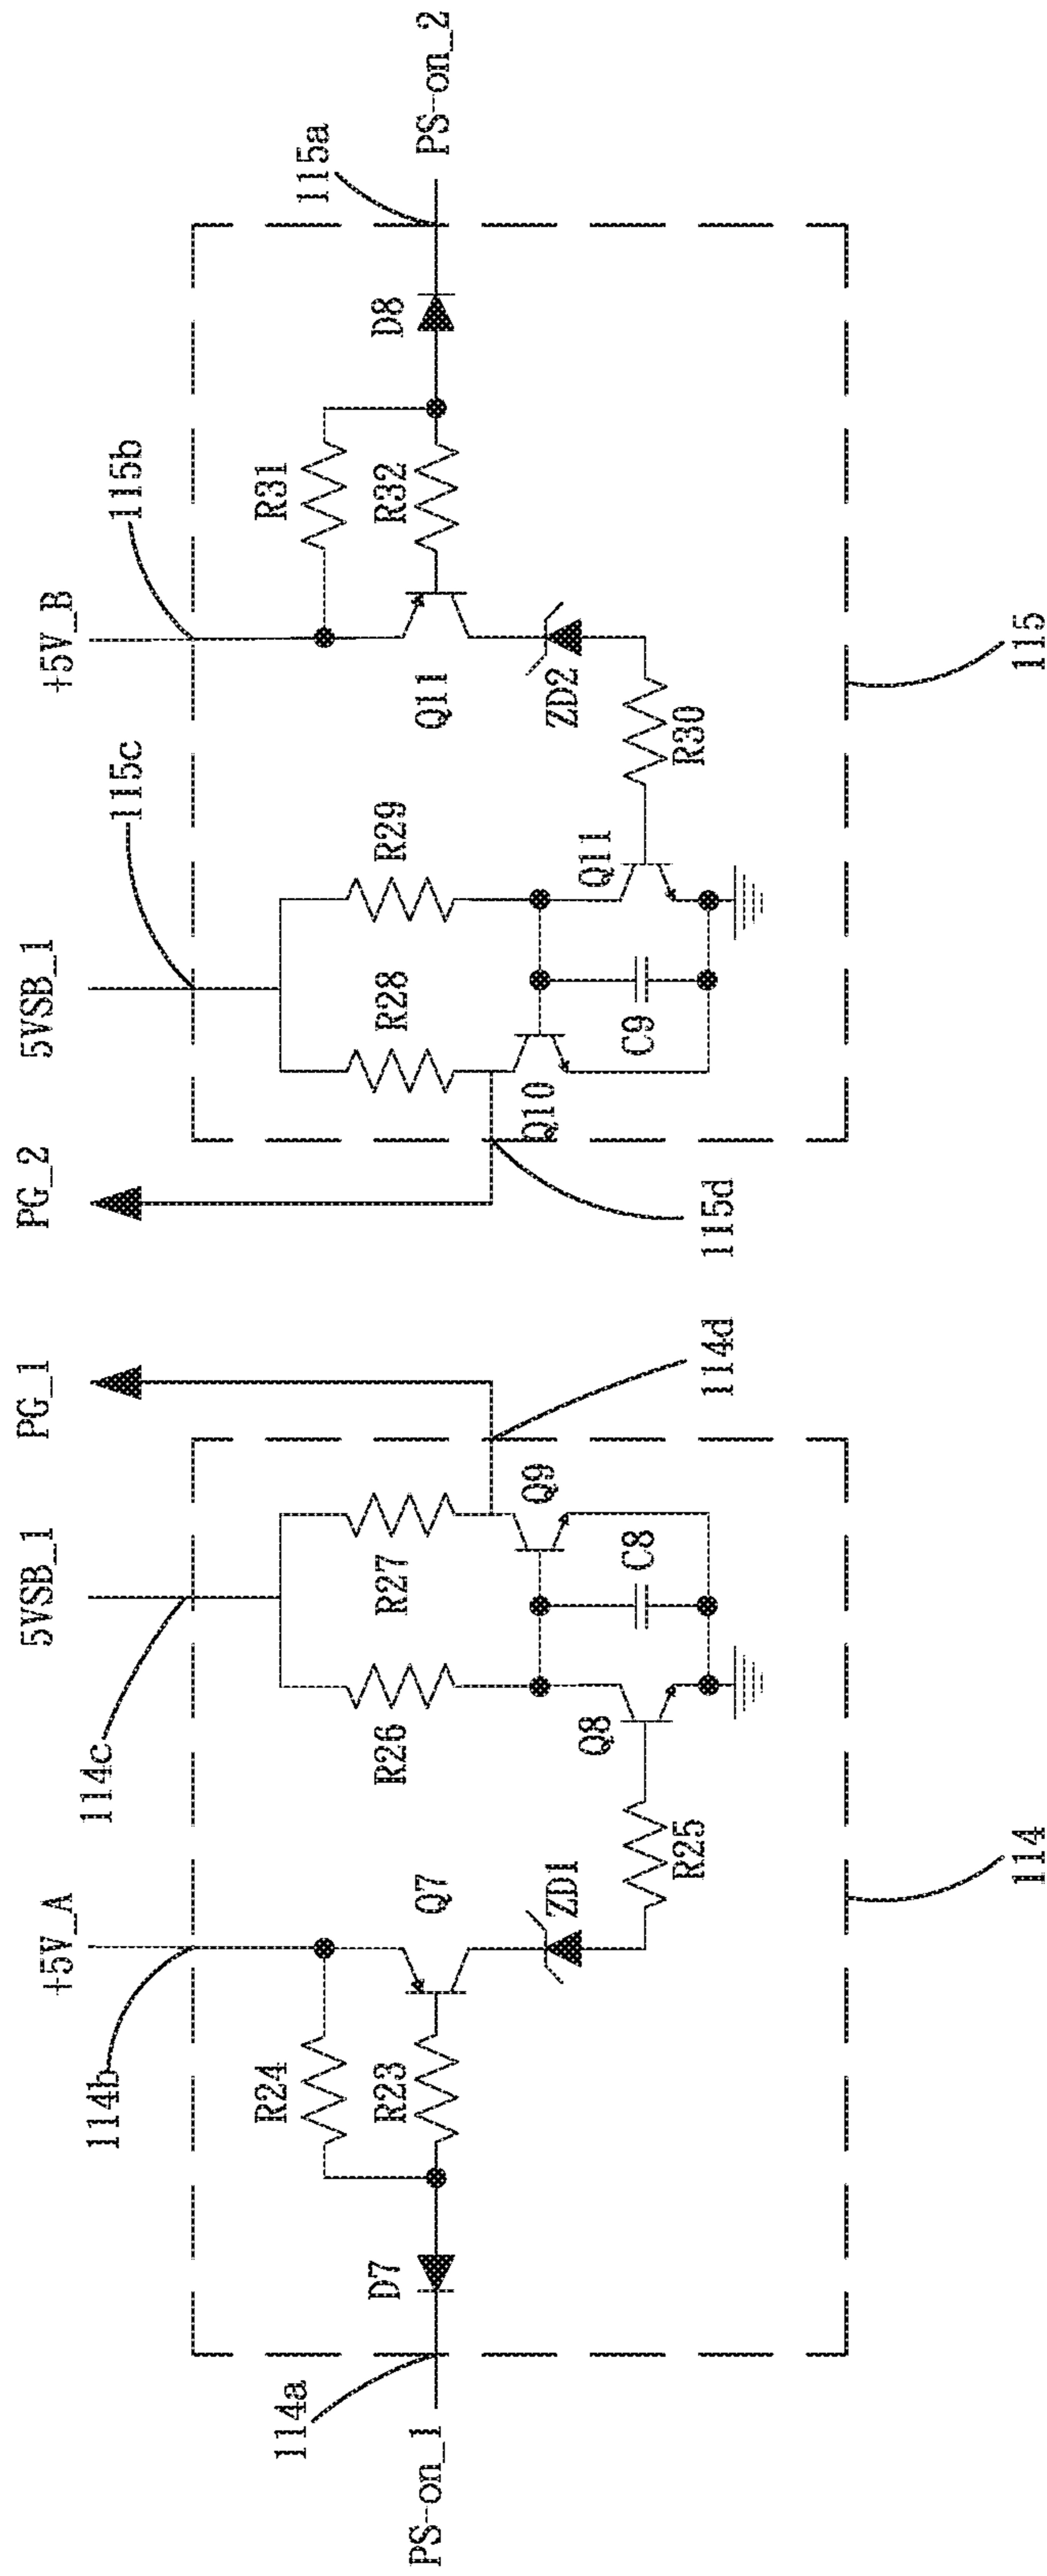 PS-on_1
114a
D7
114b
+5V_A
R24
R23
Q7
ZD1
R25
114c
5VSB_1
R26
R27
Q8
C8
Q9
PG_1
114d
114
PG_2
115d
5VSB_1
115c
R28
R29
Q10
C9
Q11
R30
+5V_B
115b
Q11
ZD2
R31
R32
D8
115a
PS-on_2
115